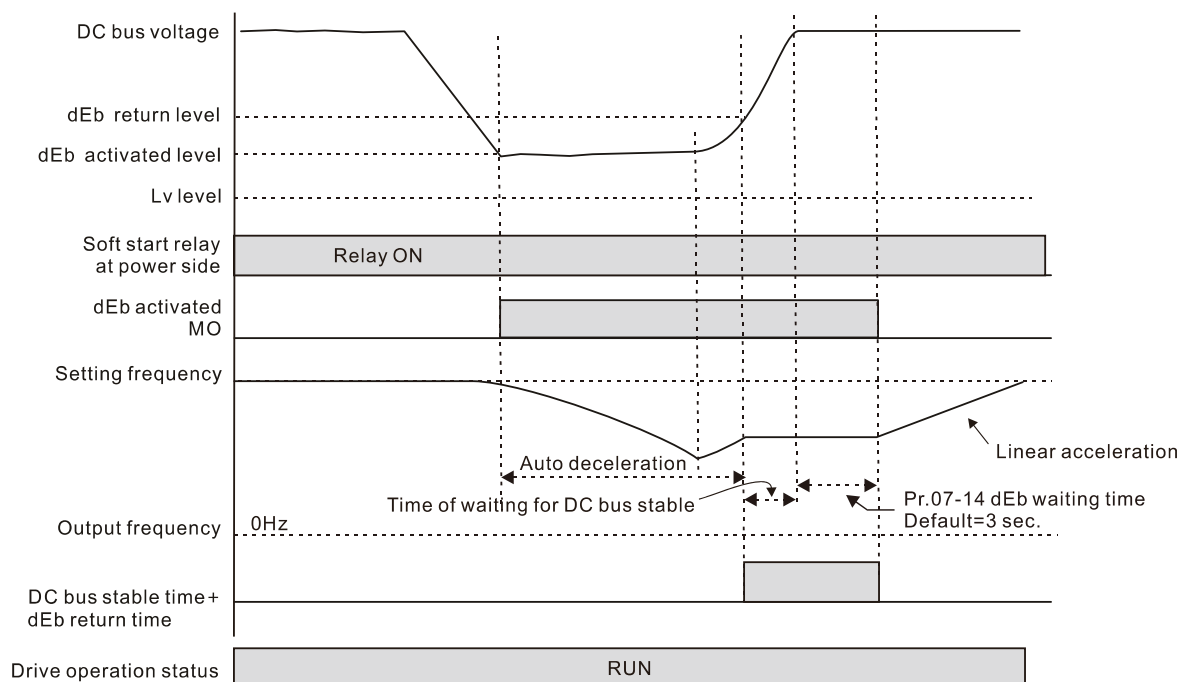 DC bus voltage
dEb return level
dEb activated level
Lv level
Soft start relay
at power side
Relay ON
dEb activated
MO
Setting frequency
Linear acceleration
Auto deceleration
Time of waiting for DC bus stable
Pr.07-14 dEb waiting time
Default=3 sec.
Output frequency
0Hz
DC bus stable time+
dEb return time
Drive operation status
RUN